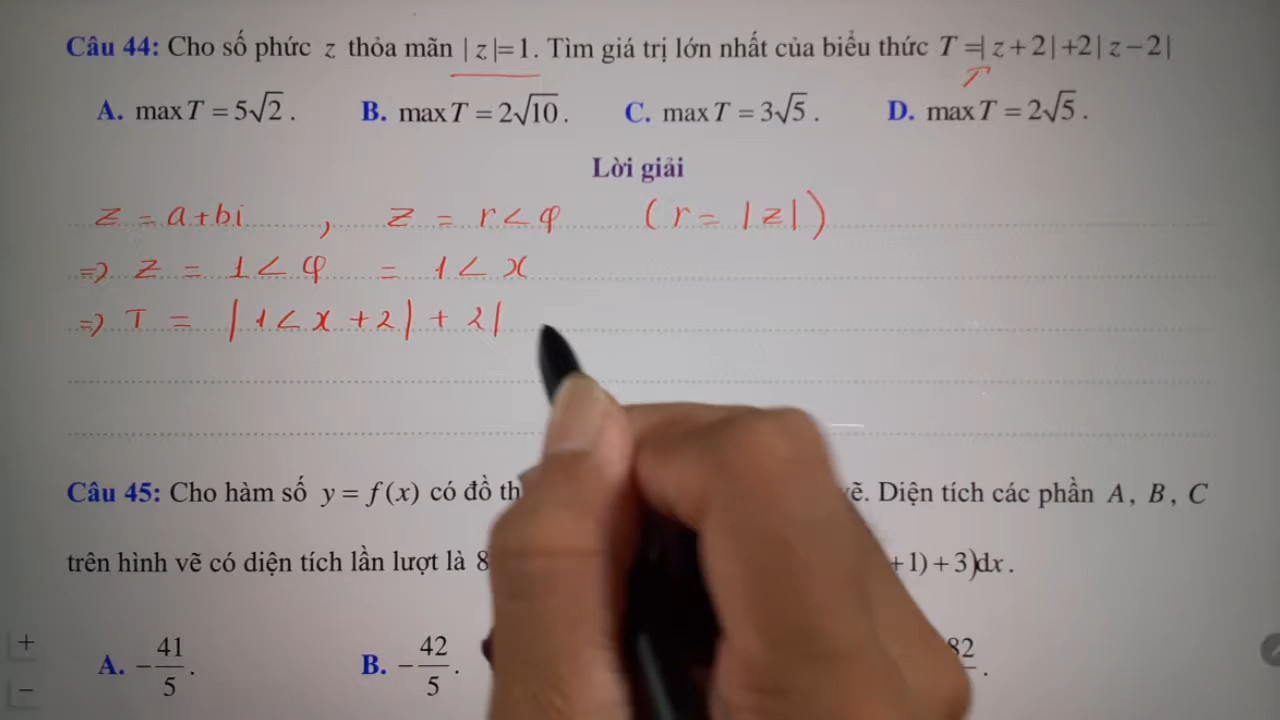 Câu 44: Cho số phức z thỏa mãn |z|=1. Tìm giá trị lớn nhất của biểu thức T=|z+2|+2|z-2|
T
A. max T = 5√2. B. max T = 2√10. C. max T = 3√5. D. max T = 2√5.
Lời giải
z = a+bi , z = r∠φ (r = |z|)
=> z = 1∠φ = 1∠x
=> T = |1∠x+2| + 2|
Câu 45: Cho hàm số y = f(x) có đồ th vẽ. Diện tích các phần A, B, C
trên hình vẽ có diện tích lần lượt là 8 +1)+3)dx.
+
A. -41/5. B. -42/5. 82 .
−